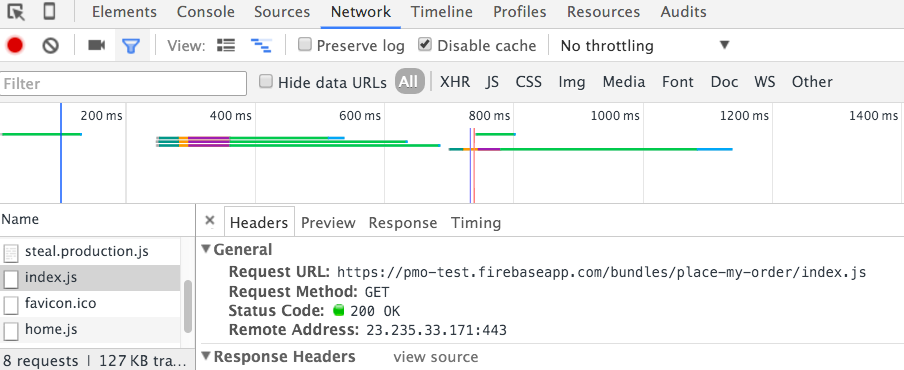 Elements Console Sources Network Timeline Profiles Resources Audits
View: Preserve log Disable cache No throttling
Filter Hide data URLs All XHR JS CSS Img Media Font Doc WS Other
200 ms 400 ms 600 ms 800 ms 1000 ms 1200 ms 1400 ms
Name × Headers Preview Response Timing
steal.production.js
index.js
favicon.ico
home.js
8 requests | 127 KB tra...
General
Request URL: https://pmo-test.firebaseapp.com/bundles/place-my-order/index.js
Request Method: GET
Status Code: 200 OK
Remote Address: 23.235.33.171:443
Response Headers view source